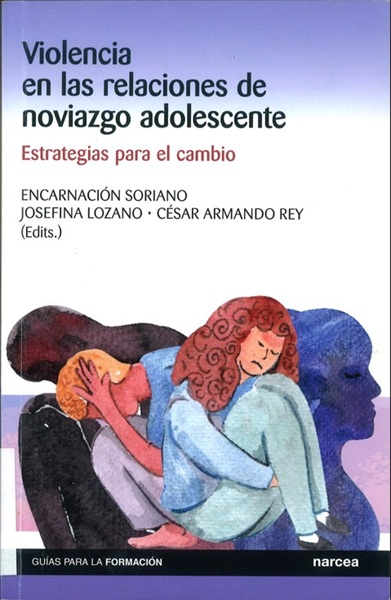 Violencia
en las relaciones de
noviazgo adolescente
Estrategias para el cambio
ENCARNACIÓN SORIANO
JOSEFINA LOZANO · CÉSAR ARMANDO REY
(Edits.)
GUÍAS PARA LA FORMACIÓN
narcea